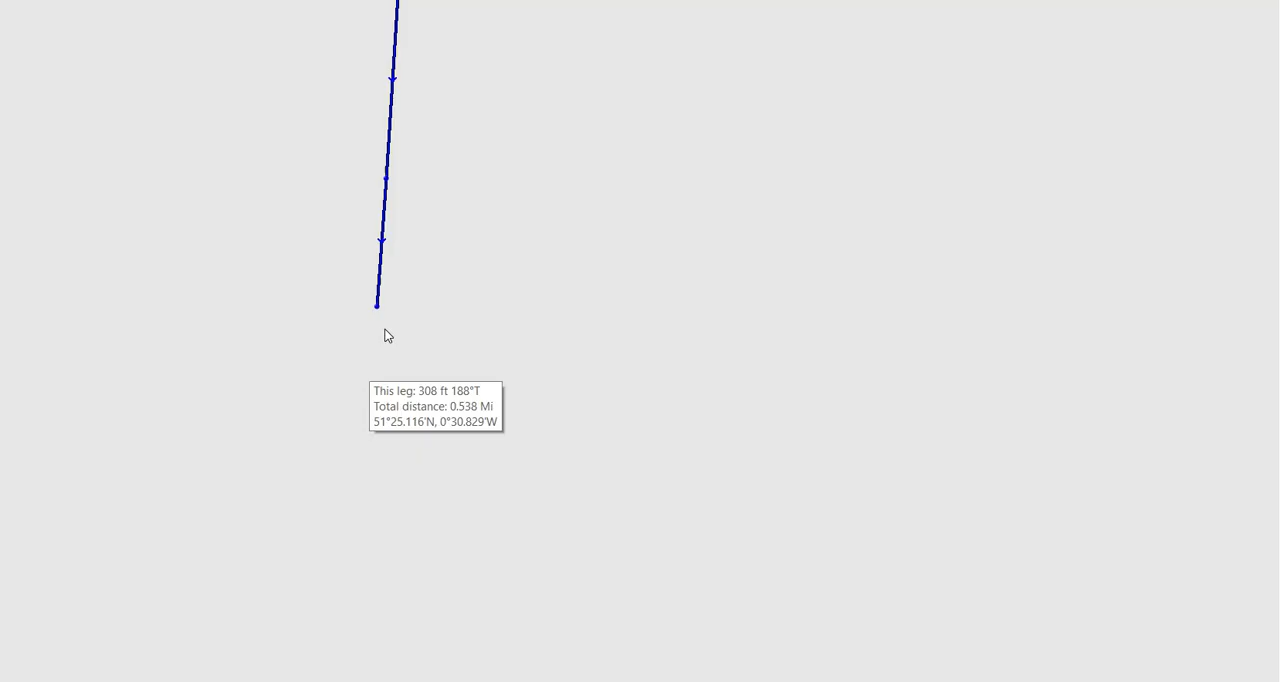 This leg: 308 ft 188°T
Total distance: 0.538 Mi
51°25.116'N, 0°30.829'W